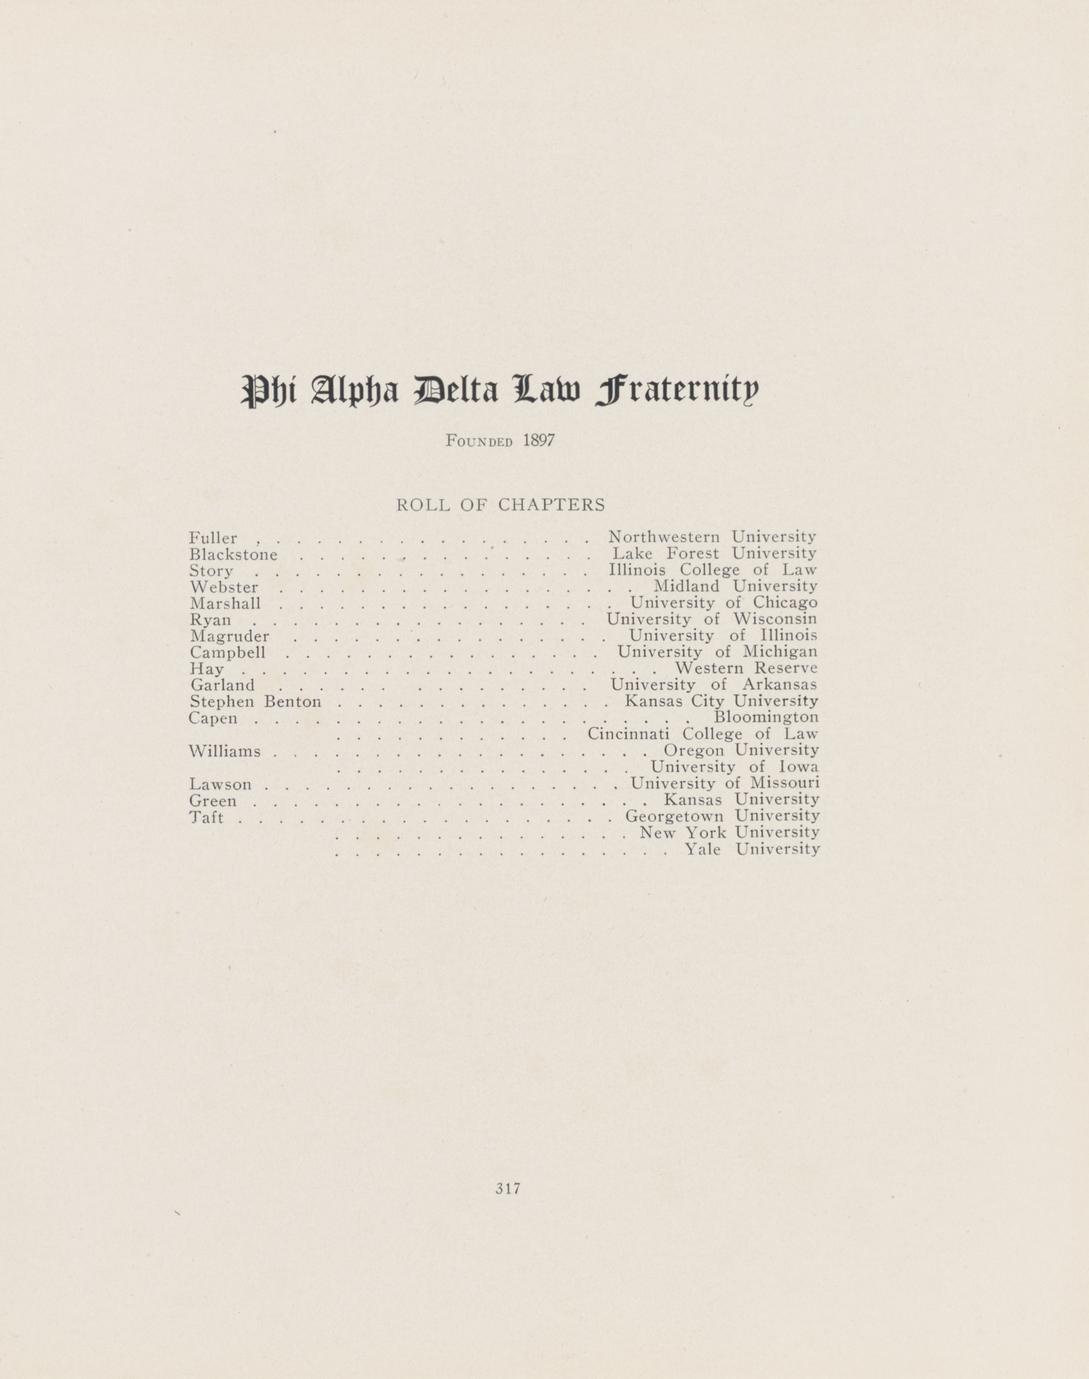 Phi Alpha Delta Law Fraternity
Founded 1897
ROLL OF CHAPTERS
Fuller . . . . . . . . . . . . . . . . . Northwestern University
Blackstone . . . . . . . . . . . . . . . Lake Forest University
Story . . . . . . . . . . . . . . . . . Illinois College of Law
Webster . . . . . . . . . . . . . . . . . . Midland University
Marshall . . . . . . . . . . . . . . . . . University of Chicago
Ryan . . . . . . . . . . . . . . . . . University of Wisconsin
Magruder . . . . . . . . . . . . . . . . University of Illinois
Campbell . . . . . . . . . . . . . . . . University of Michigan
Hay . . . . . . . . . . . . . . . . . . . . . Western Reserve
Garland . . . . . . . . . . . . . . . University of Arkansas
Stephen Benton . . . . . . . . . . . . . . Kansas City University
Capen . . . . . . . . . . . . . . . . . . . . . . Bloomington
. . . . . . . . . . . . Cincinnati College of Law
Williams . . . . . . . . . . . . . . . . . . . Oregon University
. . . . . . . . . . . . . . . University of Iowa
Lawson . . . . . . . . . . . . . . . . . . University of Missouri
Green . . . . . . . . . . . . . . . . . . . . Kansas University
Taft . . . . . . . . . . . . . . . . . . . Georgetown University
. . . . . . . . . . . . . . . New York University
. . . . . . . . . . . . . . . . . Yale University
317